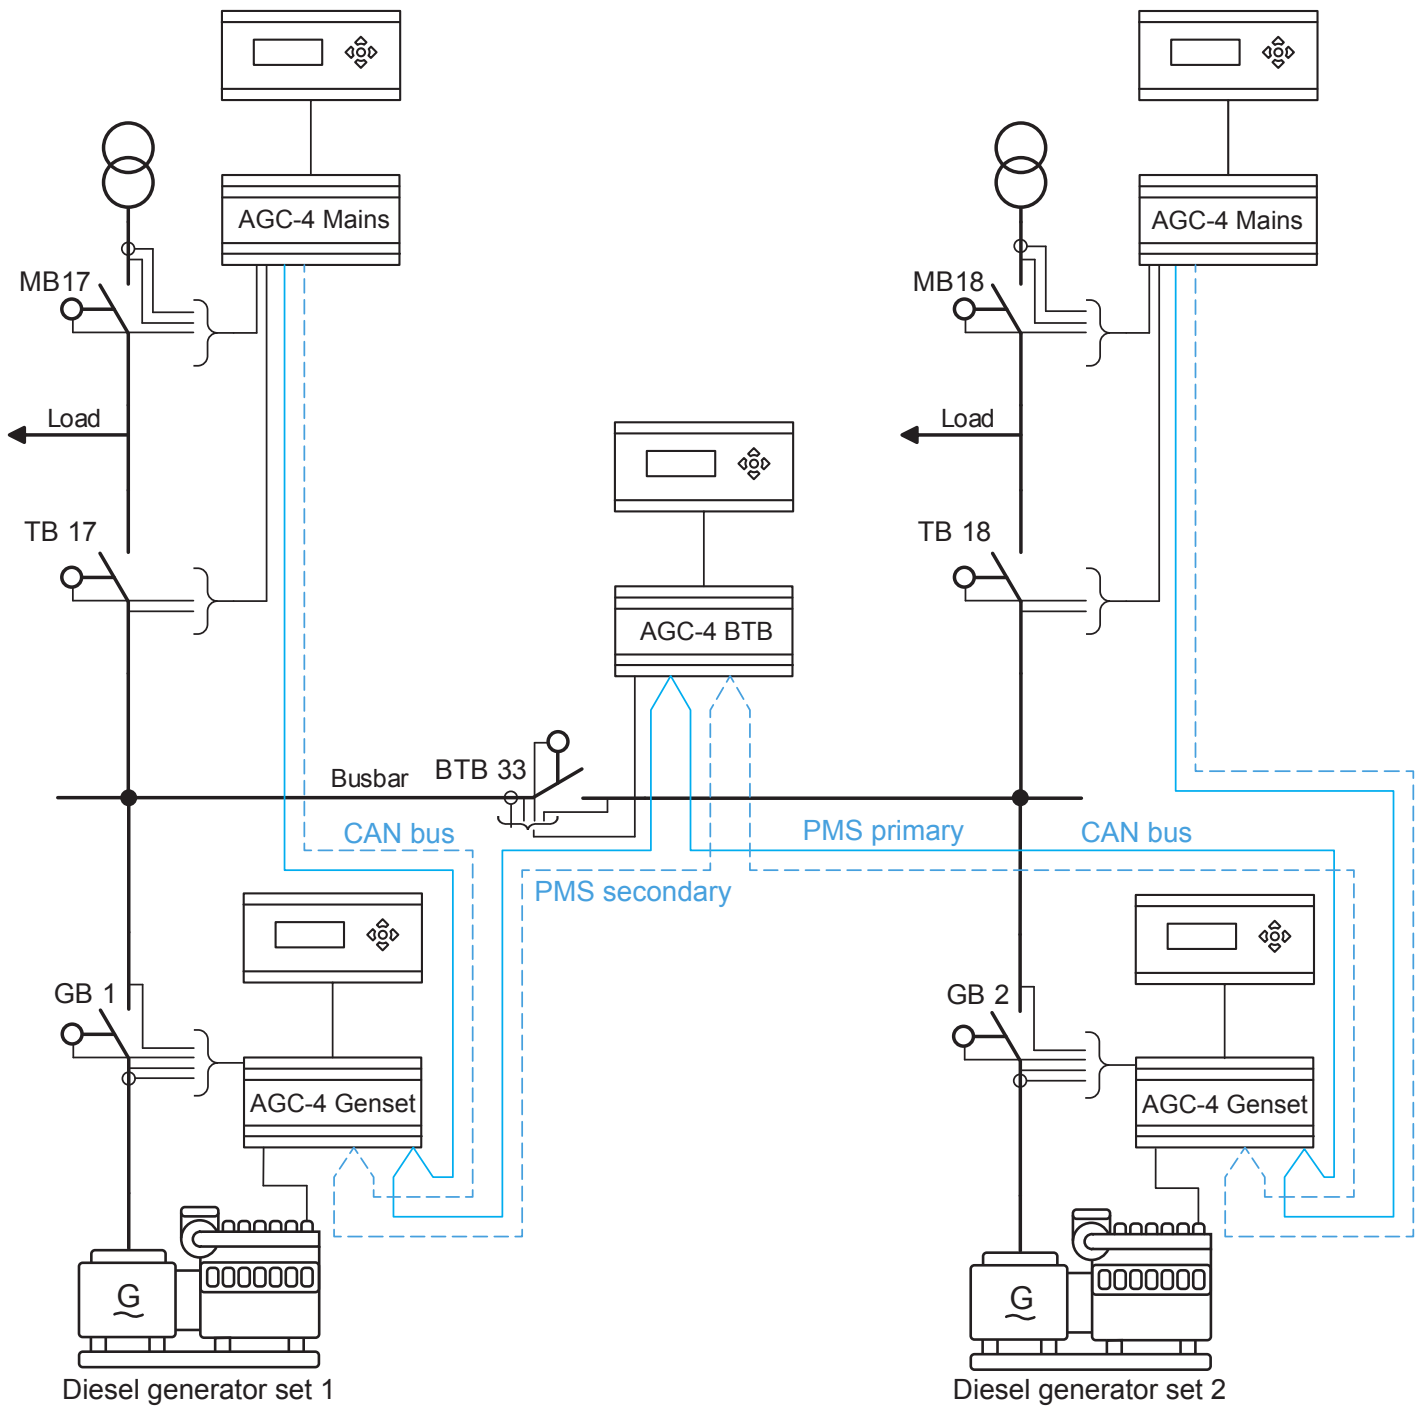 AGC-4 Mains
AGC-4 Mains
MB17
MB18
Load
Load
TB 17
TB 18
AGC-4 BTB
BTB 33
Busbar
CAN bus
PMS primary
CAN bus
PMS secondary
GB 1
GB 2
AGC-4 Genset
AGC-4 Genset
G
G
Diesel generator set 1
Diesel generator set 2